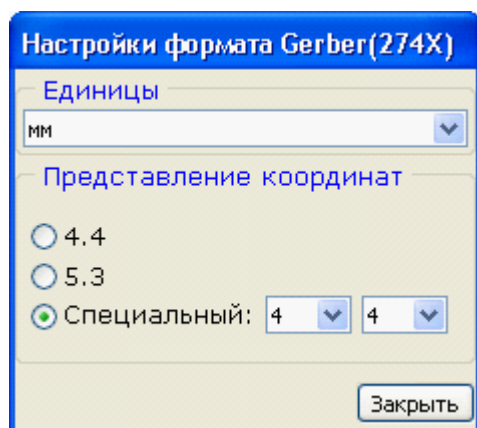 Настройки формата Gerber(274X)
Единицы
мм
Представление координат
4.4
5.3
Специальный: 4 4
Закрыть